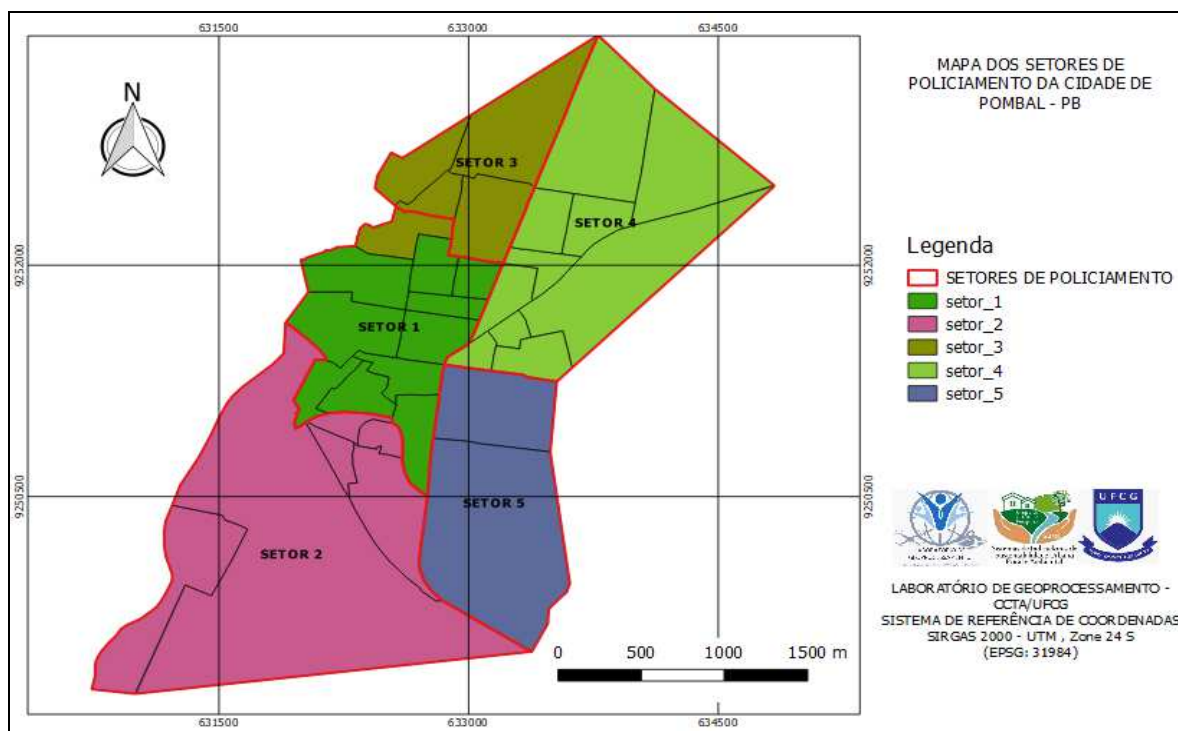 631500
633000
634500
N
9252000
9250500
SETOR 3
SETOR 4
SETOR 1
SETOR 5
SETOR 2
0 500 1000 1500 m
631500
633000
634500
MAPA DOS SETORES DE
POLICIAMENTO DA CIDADE DE
POMBAL - PB
Legenda
SETORES DE POLICIAMENTO
setor_1
setor_2
setor_3
setor_4
setor_5
UFCG
LABORATÓRIO DE GEOPROCESSAMENTO -
CCTA/UFCG
SISTEMA DE REFERÊNCIA DE COORDENADAS
SIRGAS 2000 - UTM , Zone 24 S
(EPSG: 31984)